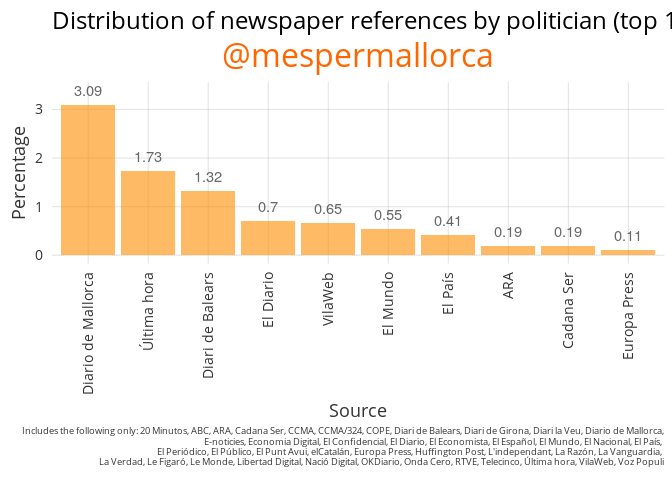 Distribution of newspaper references by politician (top 1
@mespermallorca
Percentage
3
2
1
0
3.09
1.73
1.32
0.7
0.65
0.55
0.41
0.19
0.19
0.11
Diario de Mallorca
Última hora
Diari de Balears
El Diario
VilaWeb
El Mundo
El País
ARA
Cadana Ser
Europa Press
Source
Includes the following only: 20 Minutos, ABC, ARA, Cadana Ser, CCMA, CCMA/324, COPE, Diari de Balears, Diari de Girona, Diari la Veu, Diario de Mallorca,
E-noticies, Economia Digital, El Confidencial, El Diario, El Economista, El Español, El Mundo, El Nacional, El País,
El Periódico, El Público, El Punt Avui, elCatalán, Europa Press, Huffington Post, L'independant, La Razón, La Vanguardia,
La Verdad, Le Figaró, Le Monde, Libertad Digital, Nació Digital, OKDiario, Onda Cero, RTVE, Telecinco, Última hora, VilaWeb, Voz Populi